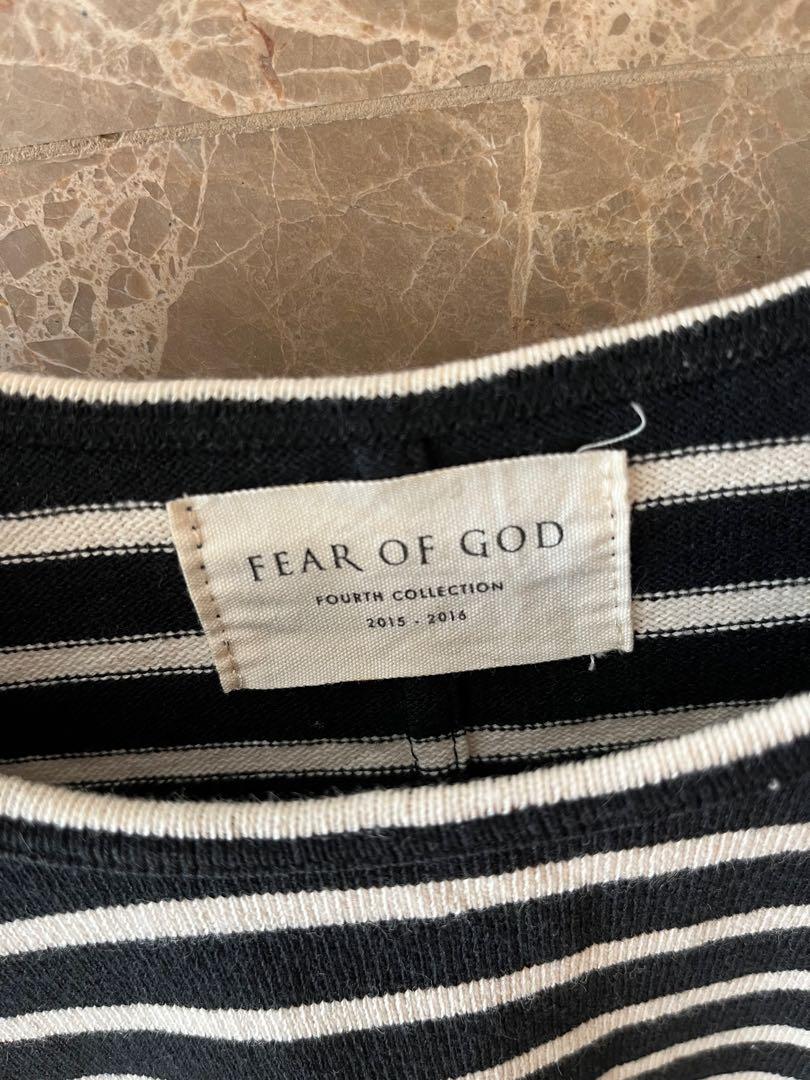 FEAR OF GOD
FOURTH COLLECTION
2015 - 2016